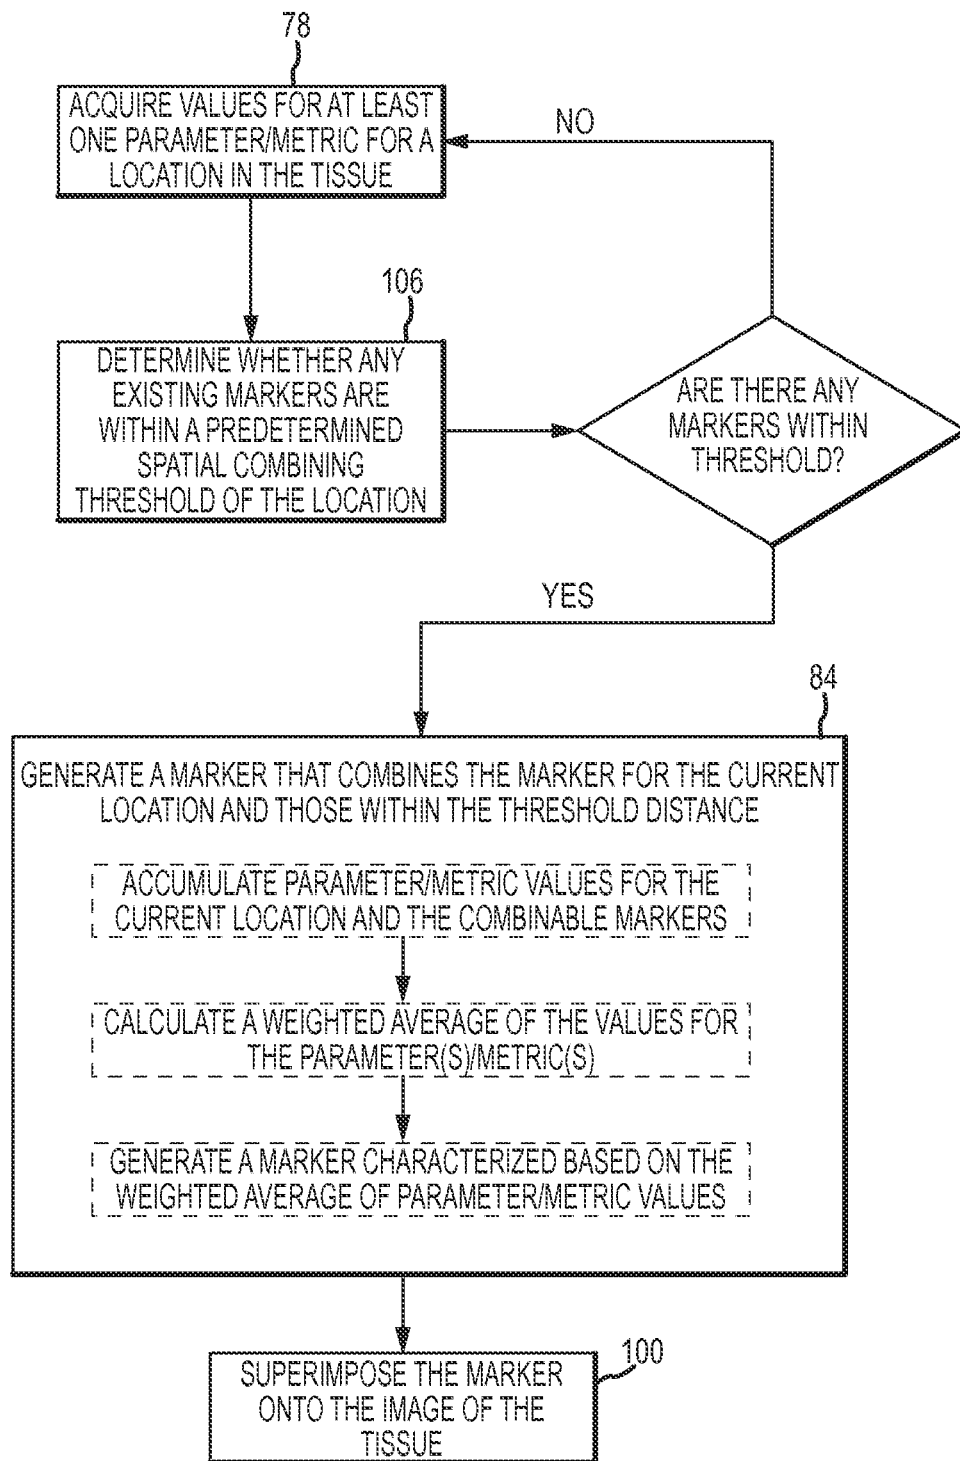 78
ACQUIRE VALUES FOR AT LEAST
ONE PARAMETER/METRIC FOR A
LOCATION IN THE TISSUE
NO
106
DETERMINE WHETHER ANY
EXISTING MARKERS ARE
WITHIN A PREDETERMINED
SPATIAL COMBINING
THRESHOLD OF THE LOCATION
ARE THERE ANY
MARKERS WITHIN
THRESHOLD?
YES
84
GENERATE A MARKER THAT COMBINES THE MARKER FOR THE CURRENT
LOCATION AND THOSE WITHIN THE THRESHOLD DISTANCE
ACCUMULATE PARAMETER/METRIC VALUES FOR THE
CURRENT LOCATION AND THE COMBINABLE MARKERS
CALCULATE A WEIGHTED AVERAGE OF THE VALUES FOR
THE PARAMETER(S)/METRIC(S)
GENERATE A MARKER CHARACTERIZED BASED ON THE
WEIGHTED AVERAGE OF PARAMETER/METRIC VALUES
100
SUPERIMPOSE THE MARKER
ONTO THE IMAGE OF THE
TISSUE